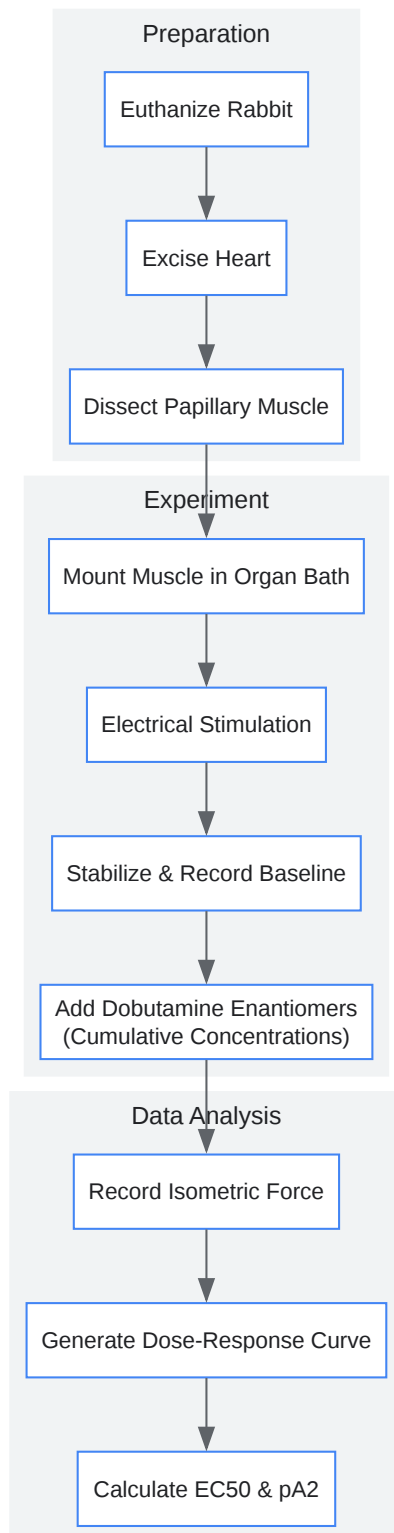 Preparation
Euthanize Rabbit
Excise Heart
Dissect Papillary Muscle
Experiment
Mount Muscle in Organ Bath
Electrical Stimulation
Stabilize & Record Baseline
Add Dobutamine Enantiomers
(Cumulative Concentrations)
Data Analysis
Record Isometric Force
Generate Dose-Response Curve
Calculate EC50 & pA2